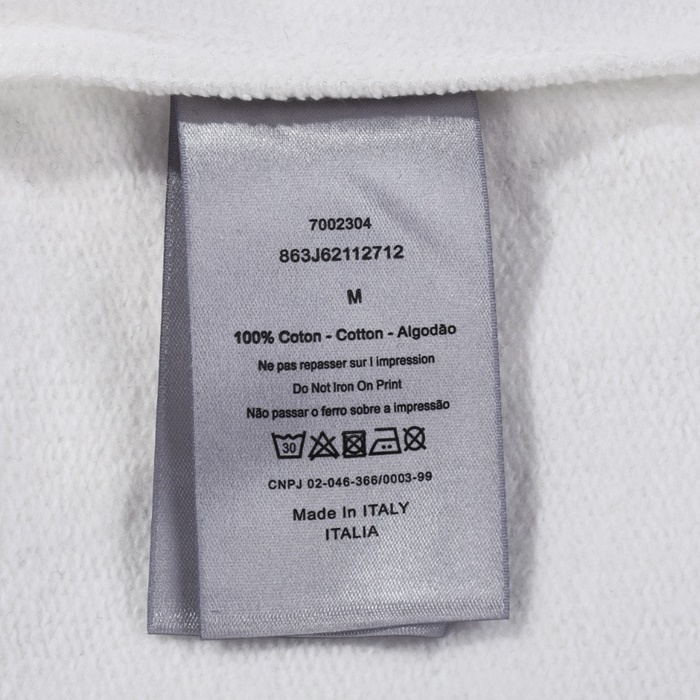 7002304
863J62112712
M
100% Coton - Cotton - Algodão
Ne pas repasser sur l impression
Do Not Iron On Print
Não passar o ferro sobre a impressão
30
CNPJ 02-046-366/0003-99
Made In ITALY
ITALIA